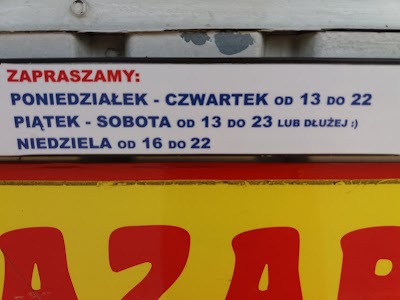 ZAPRASZAMY:
PONIEDZIAŁEK - CZWARTEK OD 13 DO 22
PIĄTEK - SOBOTA OD 13 DO 23 LUB DŁUŻEJ :)
NIEDZIELA OD 16 DO 22
AZAR